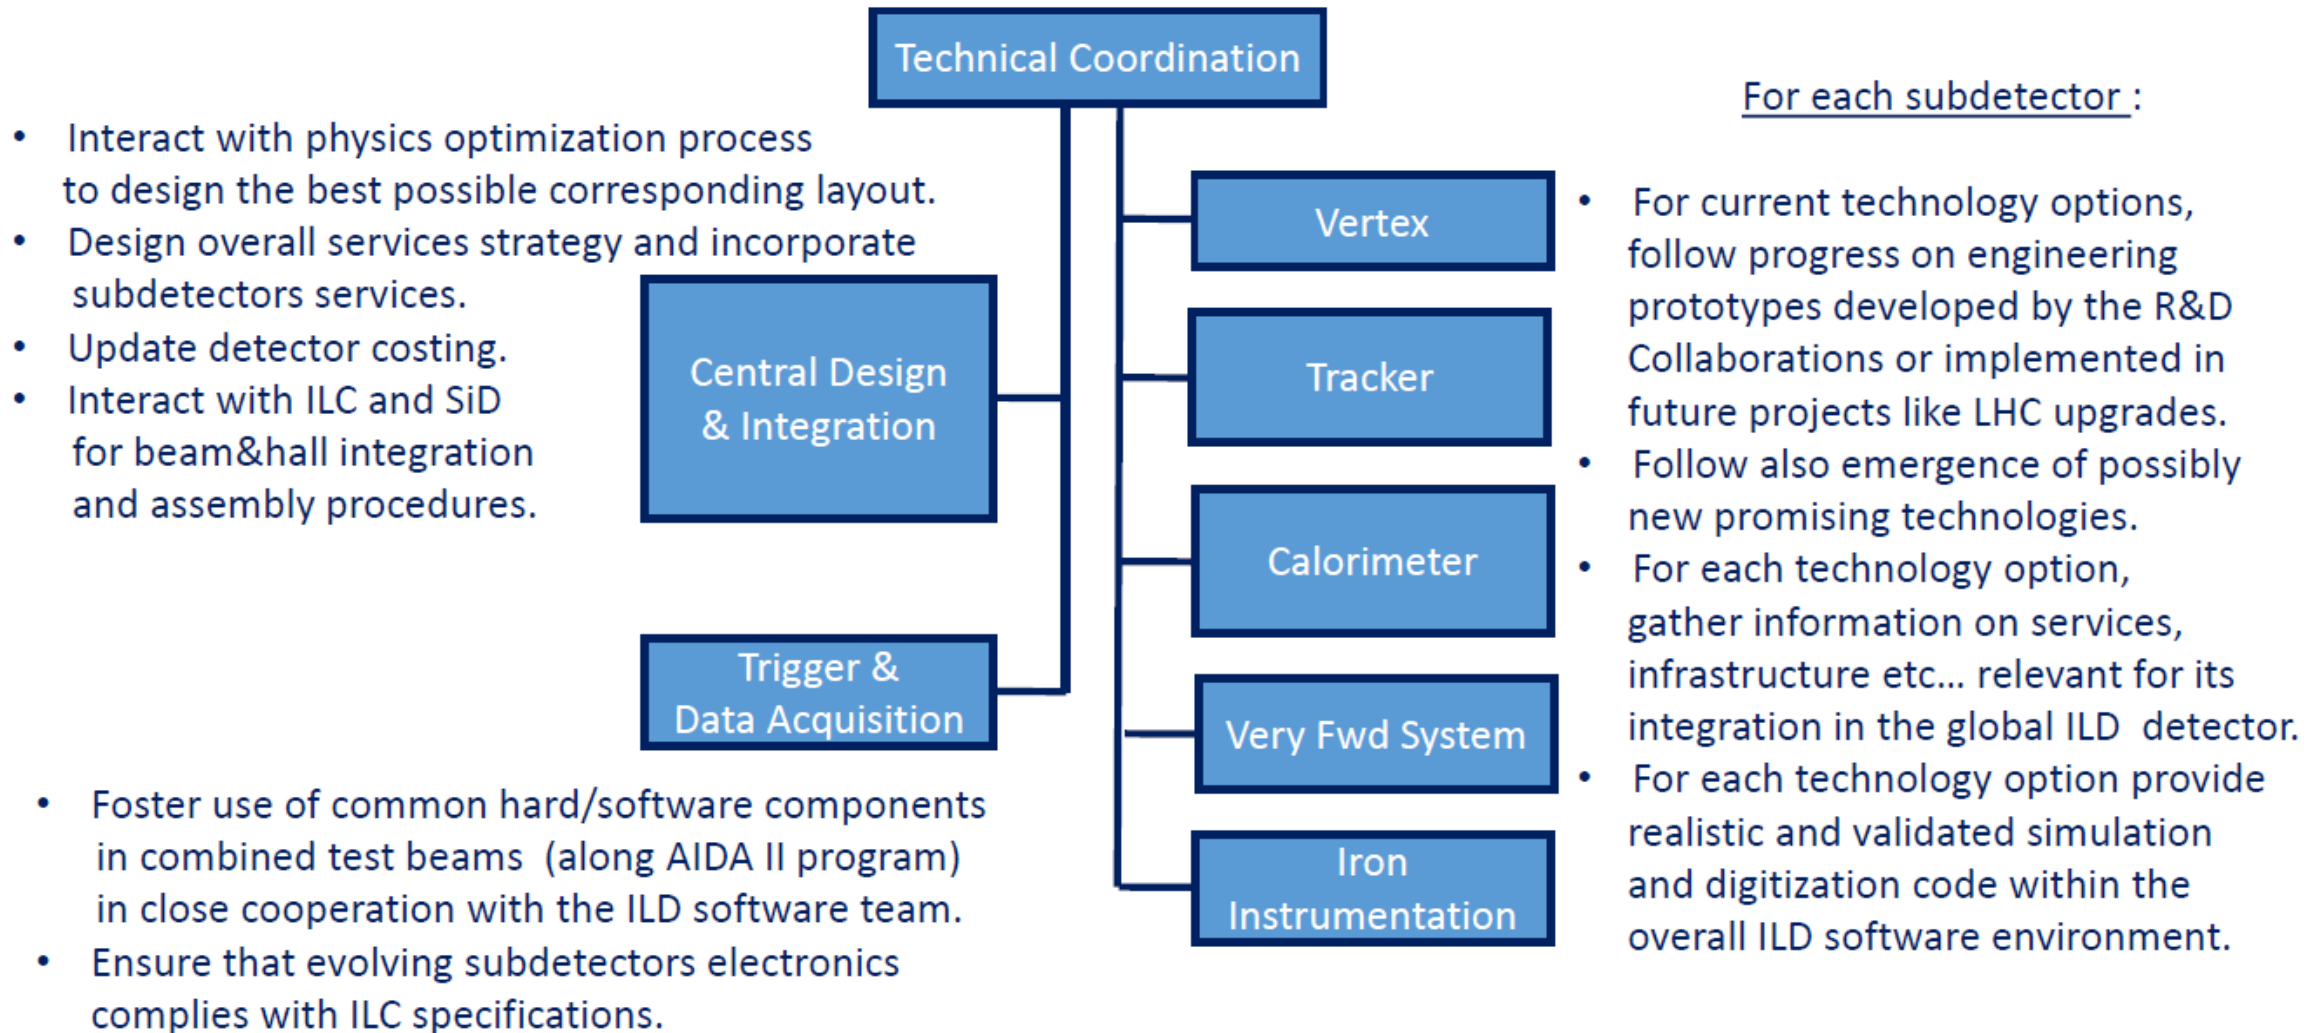 Technical Coordination
• Interact with physics optimization process
to design the best possible corresponding layout.
• Design overall services strategy and incorporate
subdetectors services.
• Update detector costing.
• Interact with ILC and SiD
for beam&hall integration
and assembly procedures.
Central Design
& Integration
Trigger &
Data Acquisition
• Foster use of common hard/software components
in combined test beams (along AIDA II program)
in close cooperation with the ILD software team.
• Ensure that evolving subdetectors electronics
complies with ILC specifications.
Vertex
Tracker
Calorimeter
Very Fwd System
Iron
Instrumentation
For each subdetector :
• For current technology options,
follow progress on engineering
prototypes developed by the R&D
Collaborations or implemented in
future projects like LHC upgrades.
• Follow also emergence of possibly
new promising technologies.
• For each technology option,
gather information on services,
infrastructure etc... relevant for its
integration in the global ILD detector.
• For each technology option provide
realistic and validated simulation
and digitization code within the
overall ILD software environment.